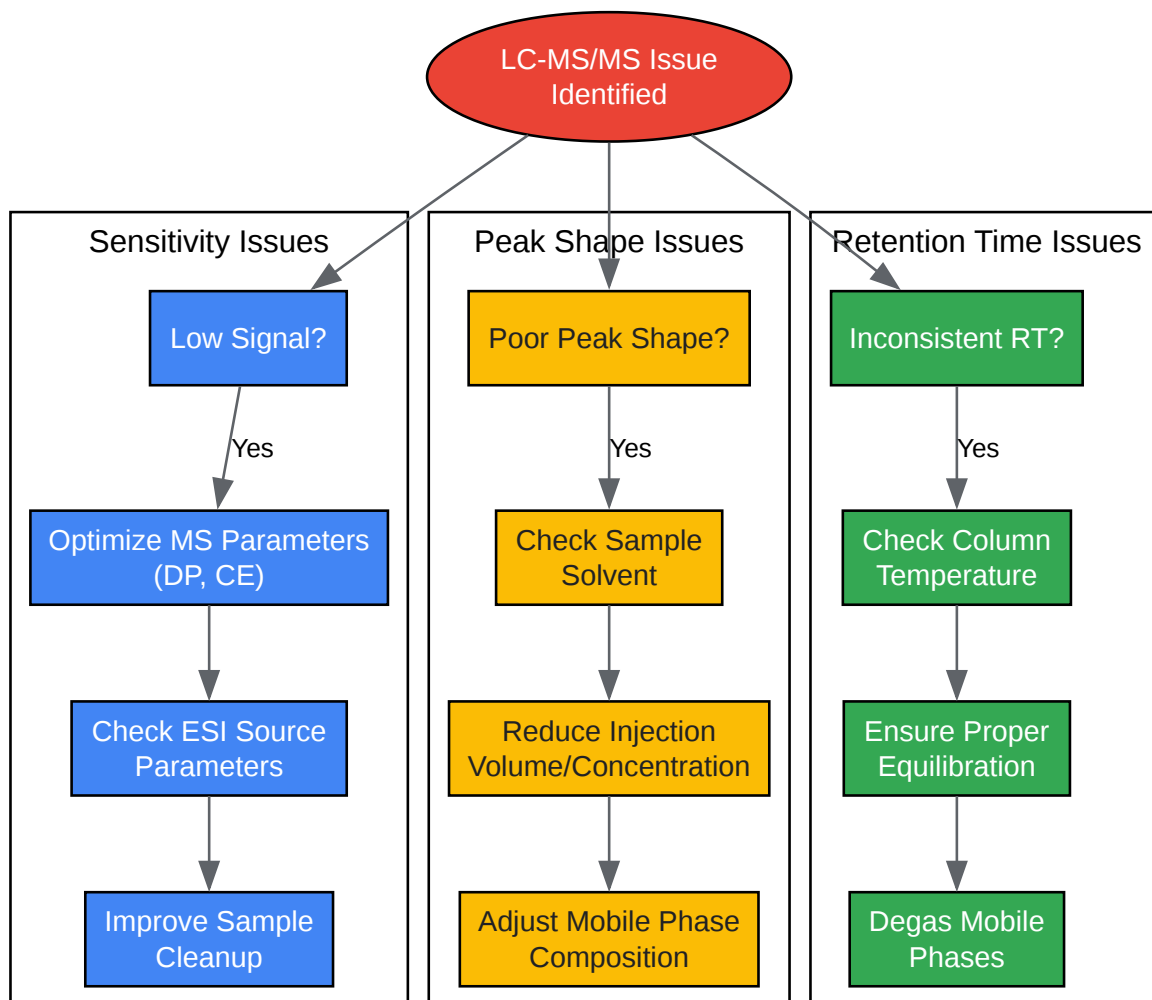 LC-MS/MS Issue
Identified
Sensitivity Issues
Low Signal?
Yes
Optimize MS Parameters
(DP, CE)
Check ESI Source
Parameters
Improve Sample
Cleanup
Peak Shape Issues
Poor Peak Shape?
Yes
Check Sample
Solvent
Reduce Injection
Volume/Concentration
Adjust Mobile Phase
Composition
Retention Time Issues
Inconsistent RT?
Yes
Check Column
Temperature
Ensure Proper
Equilibration
Degas Mobile
Phases